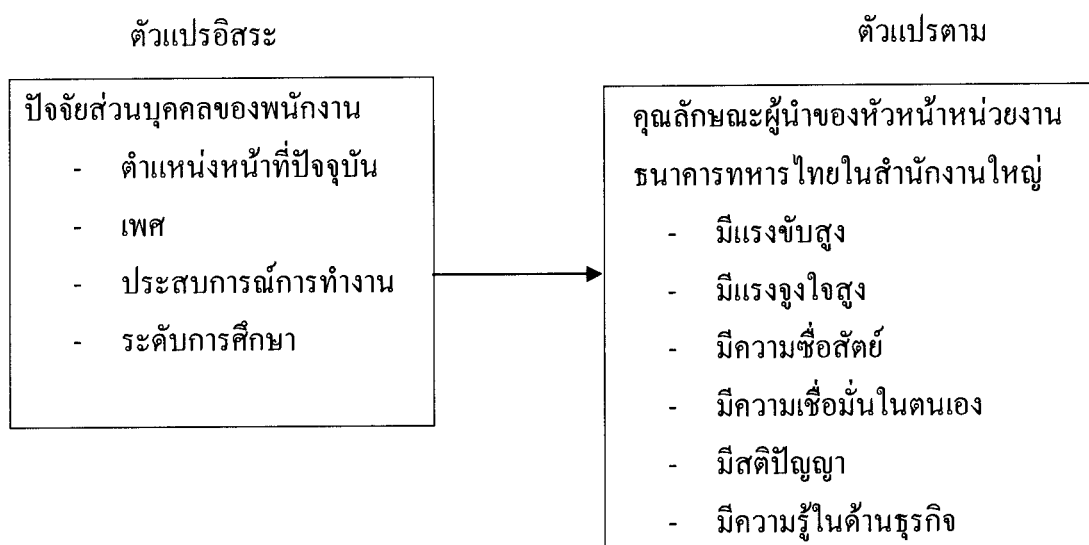 ตัวแปรอิสระ
ปัจจัยส่วนบุคคลของพนักงาน
- ตำแหน่งหน้าที่ปัจจุบัน
- เพศ
- ประสบการณ์การทำงาน
- ระดับการศึกษา
ตัวแปรตาม
คุณลักษณะผู้นำของหัวหน้าหน่วยงาน
ธนาคารทหารไทยในสำนักงานใหญ่
- มีแรงขับสูง
- มีแรงจูงใจสูง
- มีความซื่อสัตย์
- มีความเชื่อมั่นในตนเอง
- มีสติปัญญา
- มีความรู้ในด้านธุรกิจ